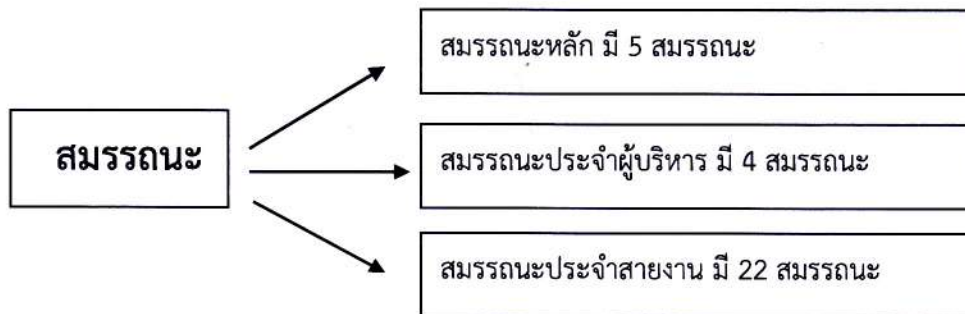 สมรรถนะหลัก มี 5 สมรรถนะ
สมรรถนะ
สมรรถนะประจำผู้บริหาร มี 4 สมรรถนะ
สมรรถนะประจำสายงาน มี 22 สมรรถนะ